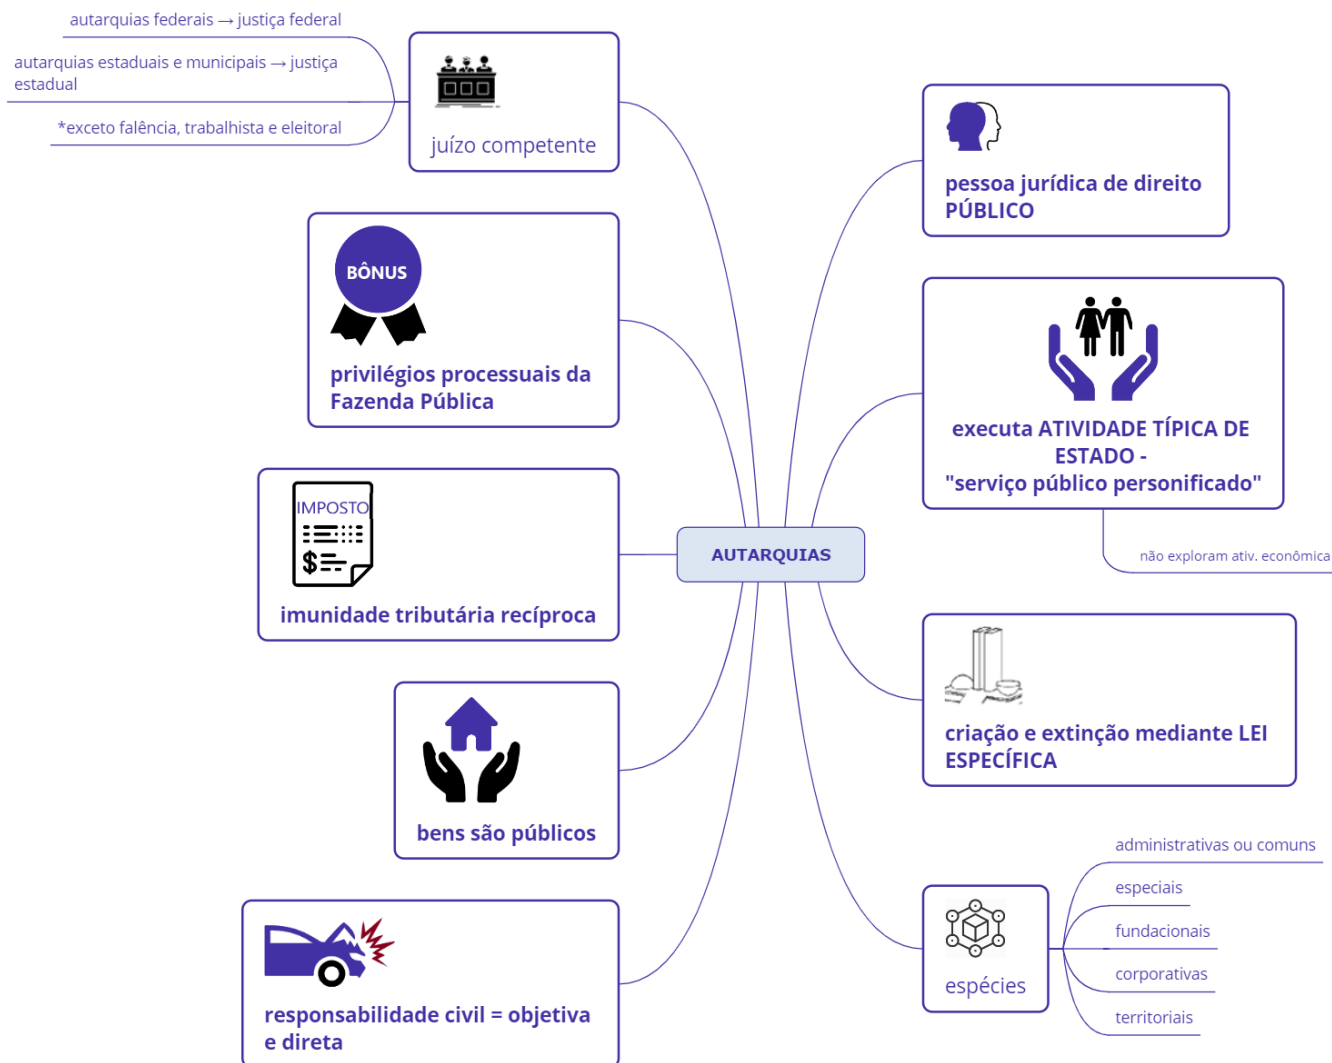 autarquias federais → justiça federal
autarquias estaduais e municipais → justiça
estadual
*exceto falência, trabalhista e eleitoral
juízo competente
BÔNUS
privilégios processuais da
Fazenda Pública
IMPOSTO
$
imunidade tributária recíproca
bens são públicos
responsabilidade civil = objetiva
e direta
AUTARQUIAS
pessoa jurídica de direito
PÚBLICO
executa ATIVIDADE TÍPICA DE
ESTADO -
"serviço público personificado"
não exploram ativ. econômica
criação e extinção mediante LEI
ESPECÍFICA
espécies
administrativas ou comuns
especiais
fundacionais
corporativas
territoriais